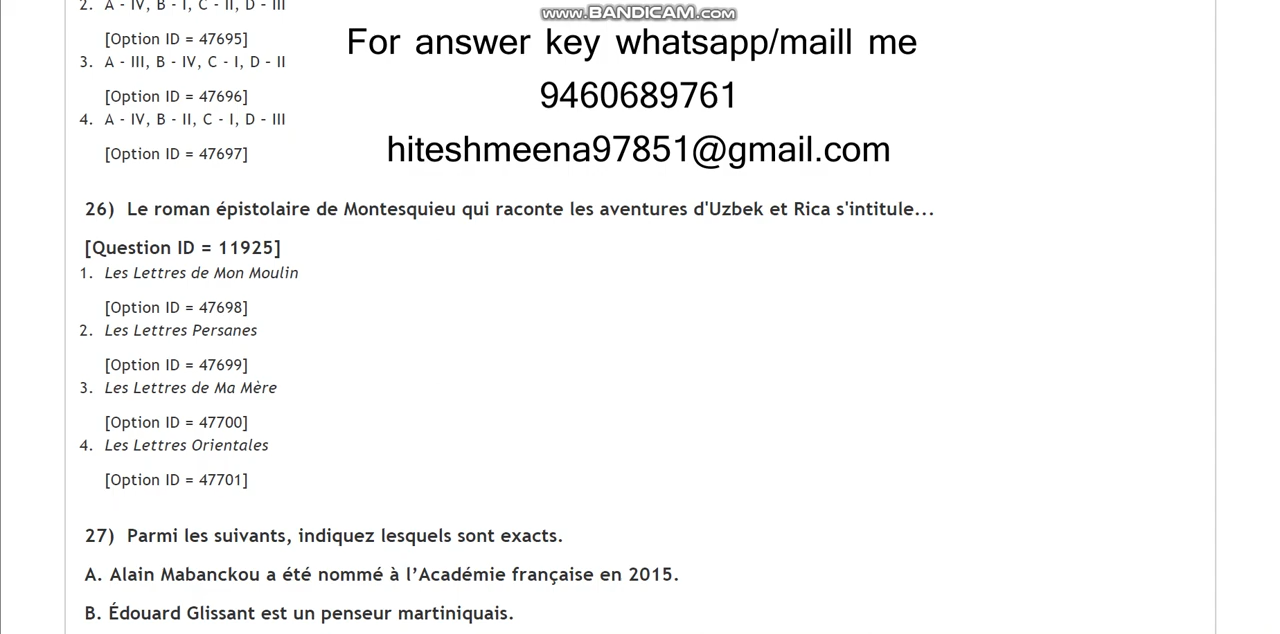 www.BANDICAM.com
2. A - IV, B - I, C - II, D - III
For answer key whatsapp/maill me
[Option ID = 47695]
3. A - III, B - IV, C - I, D - II
9460689761
[Option ID = 47696]
4. A - IV, B - II, C - I, D - III
hiteshmeena97851@gmail.com
[Option ID = 47697]
26) Le roman épistolaire de Montesquieu qui raconte les aventures d'Uzbek et Rica s'intitule...
[Question ID = 11925]
1. Les Lettres de Mon Moulin
[Option ID = 47698]
2. Les Lettres Persanes
[Option ID = 47699]
3. Les Lettres de Ma Mère
[Option ID = 47700]
4. Les Lettres Orientales
[Option ID = 47701]
27) Parmi les suivants, indiquez lesquels sont exacts.
A. Alain Mabanckou a été nommé à l’Académie française en 2015.
B. Édouard Glissant est un penseur martiniquais.